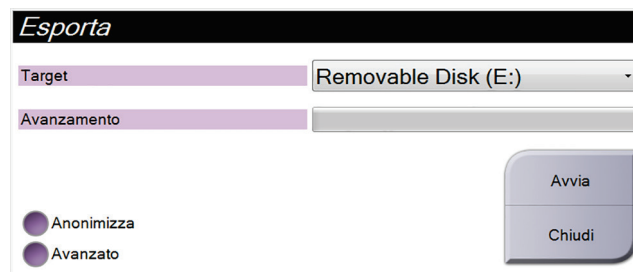 Esporta
Target
Removable Disk (E:)
Avanzamento
Avvia
Anonimizza
Chiudi
Avanzato